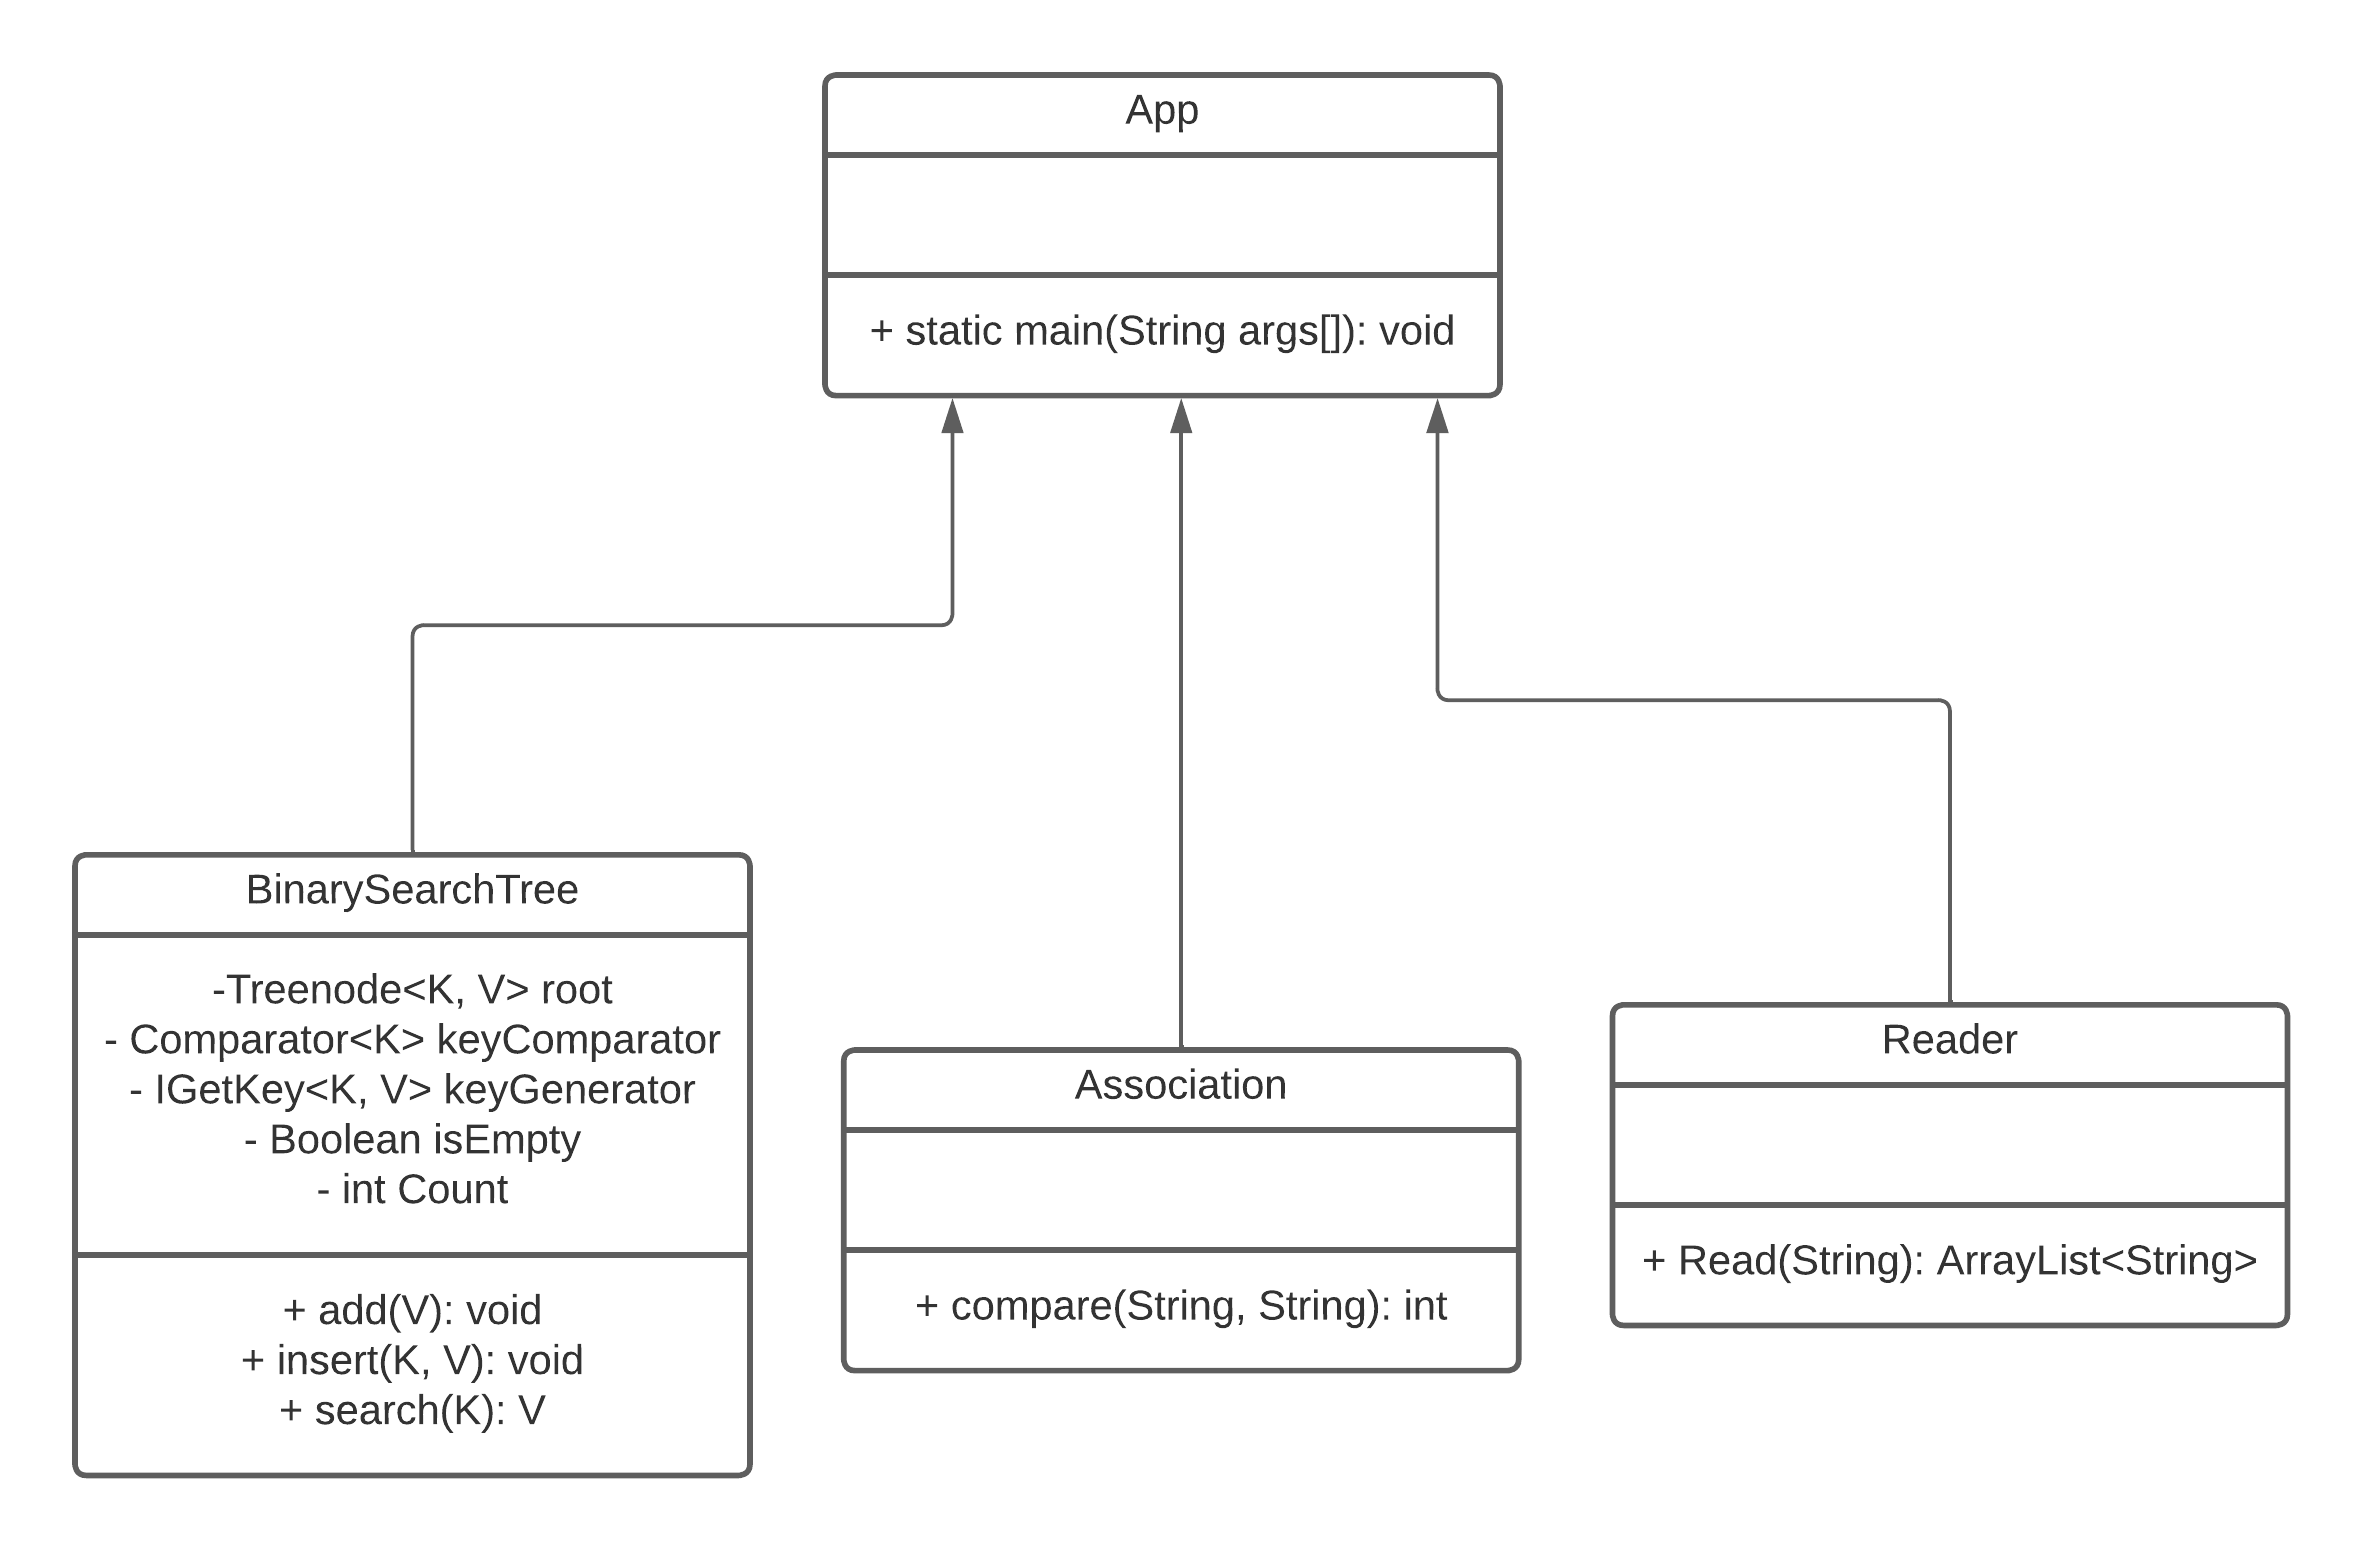 App
+ static main(String args[]): void
BinarySearchTree
-Treenode<K, V> root
- Comparator<K> keyComparator
- IGetKey<K, V> keyGenerator
- Boolean isEmpty
- int Count
+ add(V): void
+ insert(K, V): void
+ search(K): V
Association
+ compare(String, String): int
Reader
+ Read(String): ArrayList<String>